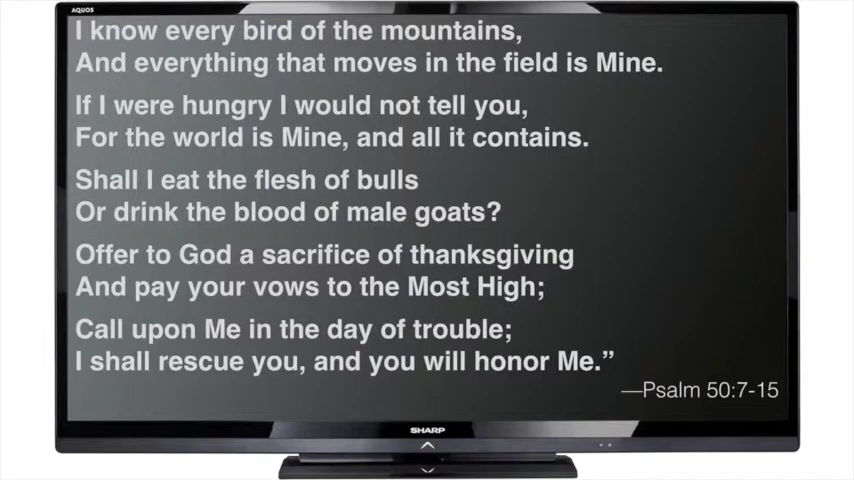 AQUOS
I know every bird of the mountains,
And everything that moves in the field is Mine.
If I were hungry I would not tell you,
For the world is Mine, and all it contains.
Shall I eat the flesh of bulls
Or drink the blood of male goats?
Offer to God a sacrifice of thanksgiving
And pay your vows to the Most High;
Call upon Me in the day of trouble;
I shall rescue you, and you will honor Me.”
—Psalm 50:7-15
SHARP